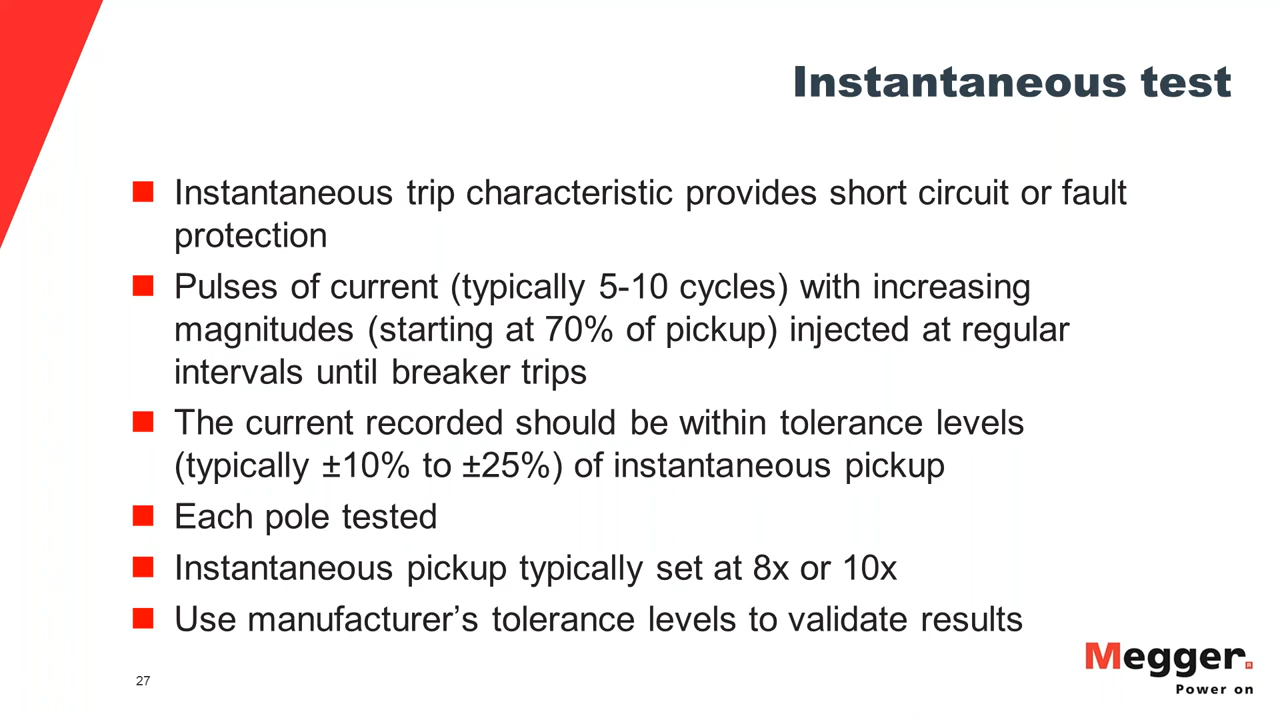 Instantaneous test
Instantaneous trip characteristic provides short circuit or fault
protection
Pulses of current (typically 5-10 cycles) with increasing
magnitudes (starting at 70% of pickup) injected at regular
intervals until breaker trips
The current recorded should be within tolerance levels
(typically ±10% to ±25%) of instantaneous pickup
Each pole tested
Instantaneous pickup typically set at 8x or 10x
Use manufacturer’s tolerance levels to validate results
Megger®
Power on
27